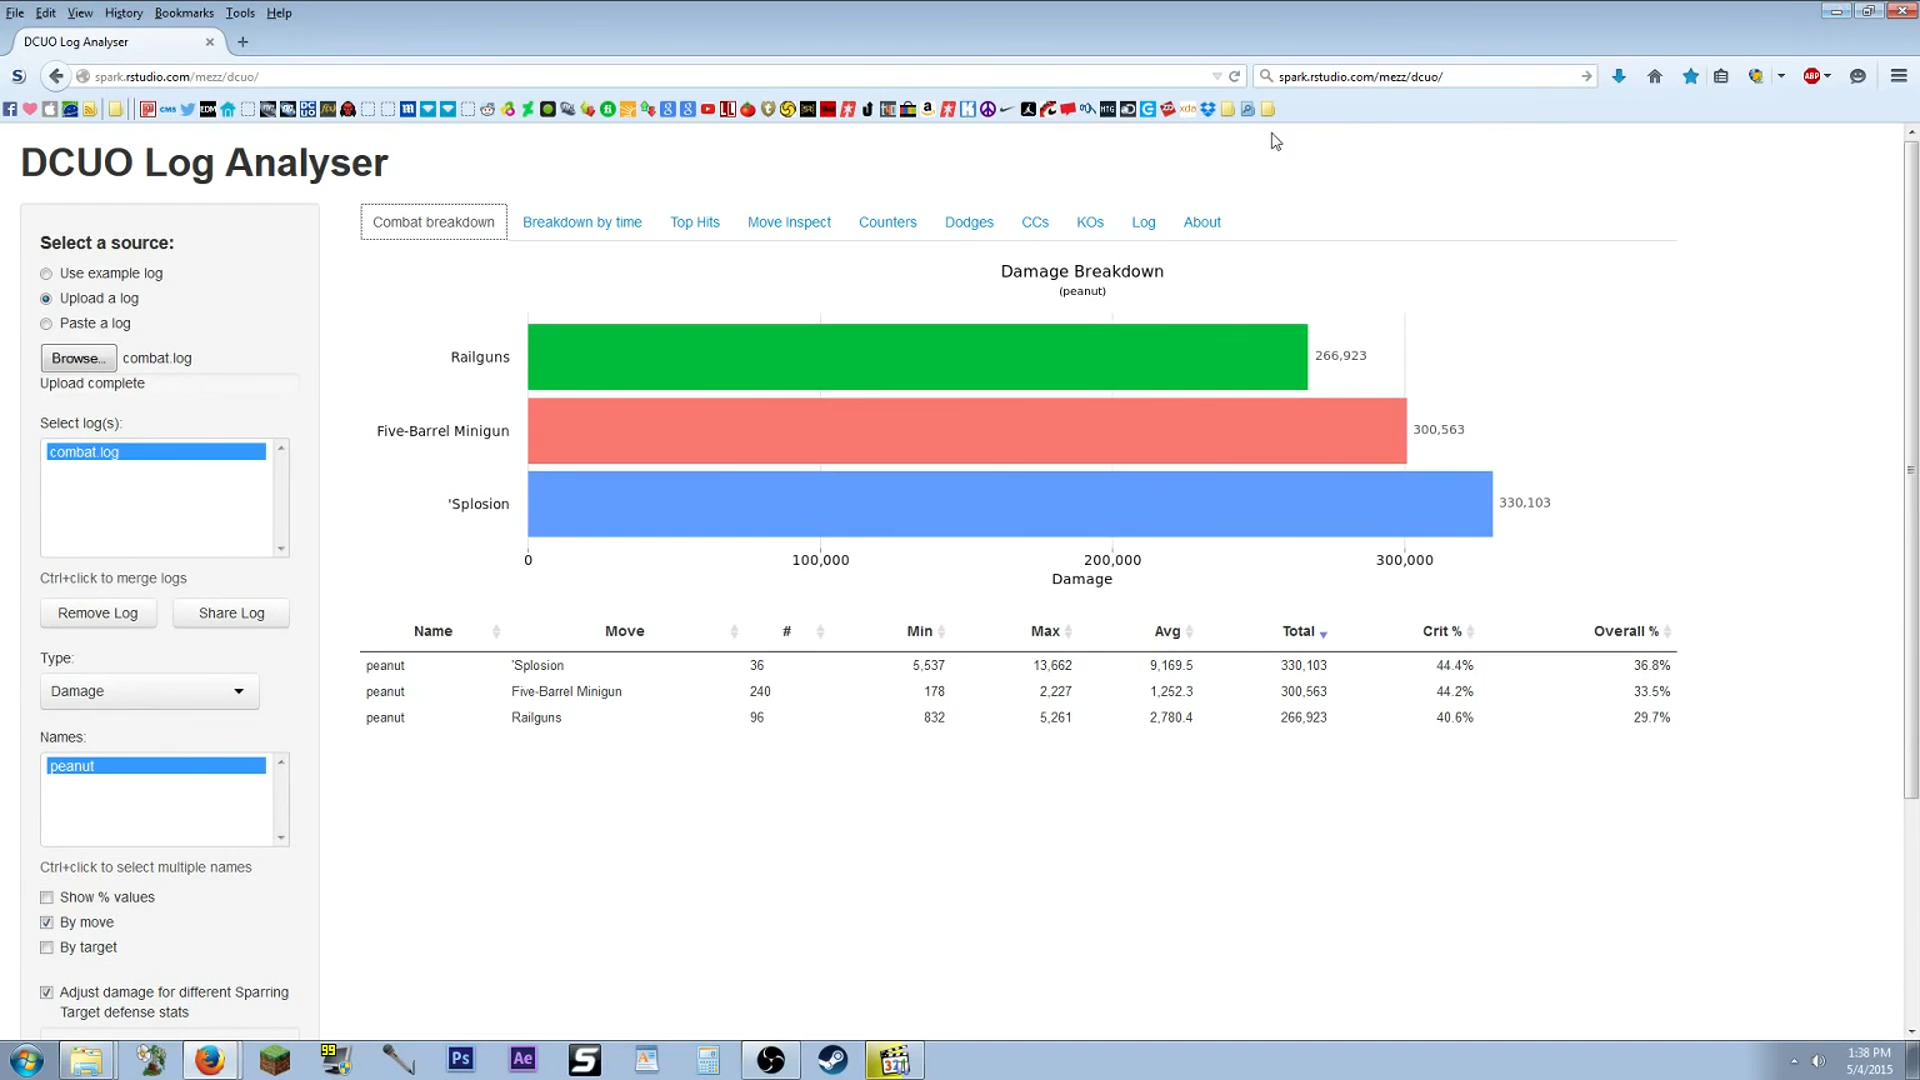 File Edit View History Bookmarks Tools Help
DCUO Log Analyser
spark.rstudio.com/mezz/dcuo/
spark.rstudio.com/mezz/dcuo/
DCUO Log Analyser
Select a source:
Use example log
Upload a log
Paste a log
Browse... combat.log
Upload complete
Select log(s):
combat.log
Ctrl+click to merge logs
Remove Log Share Log
Type:
Damage
Names:
peanut
Ctrl+click to select multiple names
Show % values
By move
By target
Adjust damage for different Sparring
Target defense stats
Combat breakdown Breakdown by time Top Hits Move Inspect Counters Dodges CCs KOs Log About
Damage Breakdown
(peanut)
Railguns 266,923
Five-Barrel Minigun 300,563
'Splosion 330,103
0 100,000 200,000 300,000
Damage
Name Move # Min Max Avg Total Crit % Overall %
peanut 'Splosion 36 5,537 13,662 9,169.5 330,103 44.4% 36.8%
peanut Five-Barrel Minigun 240 178 2,227 1,252.3 300,563 44.2% 33.5%
peanut Railguns 96 832 5,261 2,780.4 266,923 40.6% 29.7%
99
Ps
Ae
S
321
1:38 PM
5/4/2015